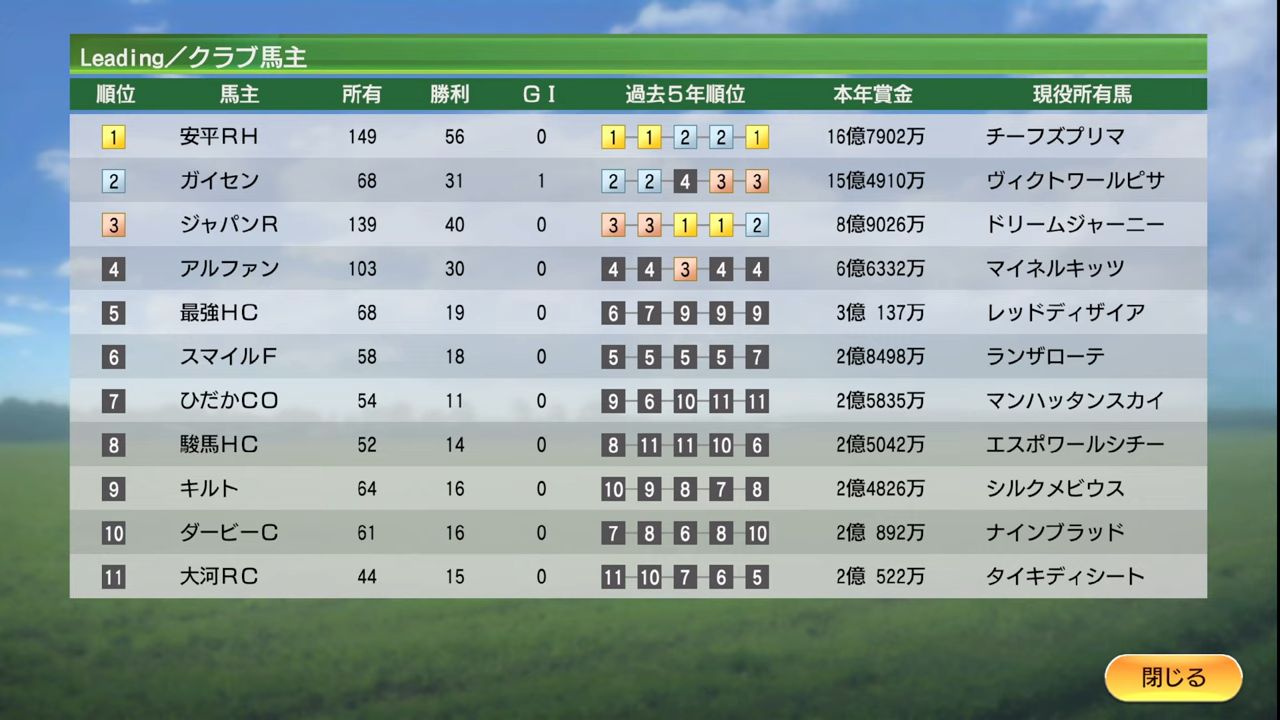 Leading／クラブ馬主
順位 馬主 所有 勝利 ＧⅠ 過去５年順位 本年賞金 現役所有馬
1 安平ＲＨ 149 56 0 1 1 2 2 1 16億7902万 チーフズプリマ
2 ガイセン 68 31 1 2 2 4 3 3 15億4910万 ヴィクトワールピサ
3 ジャパンＲ 139 40 0 3 3 1 1 2 8億9026万 ドリームジャーニー
4 アルファン 103 30 0 4 4 3 4 4 6億6332万 マイネルキッツ
5 最強ＨＣ 68 19 0 6 7 9 9 9 3億 137万 レッドディザイア
6 スマイルＦ 58 18 0 5 5 5 5 7 2億8498万 ランザローテ
7 ひだかＣＯ 54 11 0 9 6 10 11 11 2億5835万 マンハッタンスカイ
8 駿馬ＨＣ 52 14 0 8 11 11 10 6 2億5042万 エスポワールシチー
9 キルト 64 16 0 10 9 8 7 8 2億4826万 シルクメビウス
10 ダービーＣ 61 16 0 7 8 6 8 10 2億 892万 ナインブラッド
11 大河ＲＣ 44 15 0 11 10 7 6 5 2億 522万 タイキディシート
閉じる